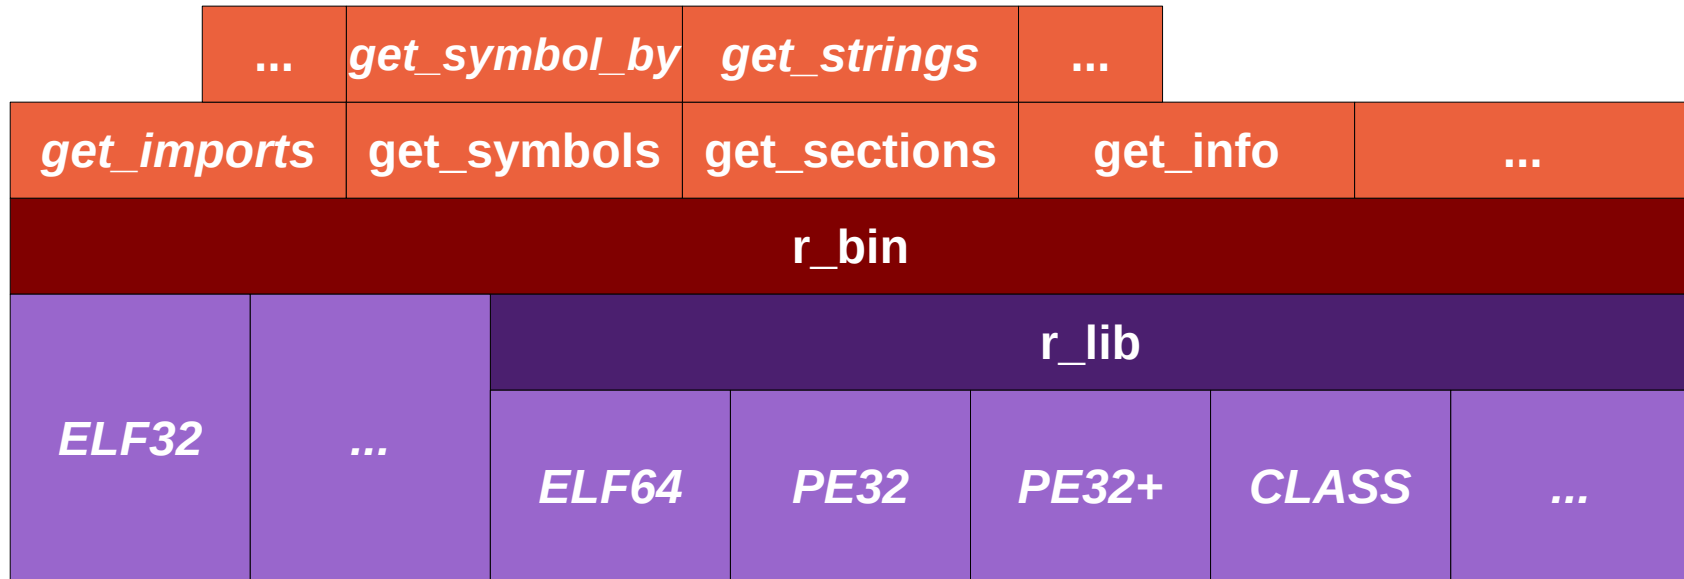 ... get_symbol_by get_strings ...
get_imports get_symbols get_sections get_info ...
r_bin
r_lib
ELF32 ...
ELF64 PE32 PE32+ CLASS ...